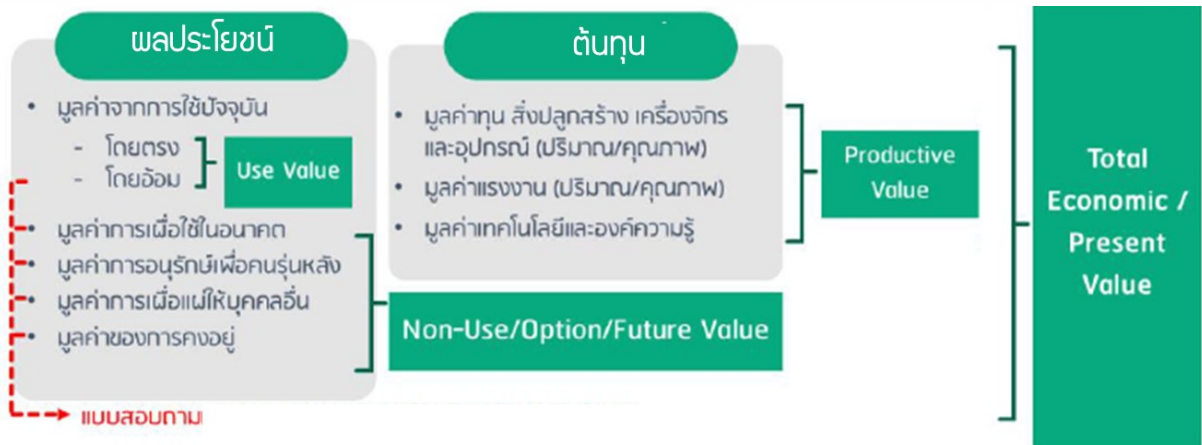 ผลประโยชน์
• มูลค่าจากการใช้ปัจจุบัน
- โดยตรง
- โดยอ้อม
Use Value
• มูลค่าการเผื่อใช้ในอนาคต
• มูลค่าการอนุรักษ์เพื่อคนรุ่นหลัง
• มูลค่าการเผื่อแผ่ให้บุคคลอื่น
• มูลค่าของการคงอยู่
แบบสอบถาม
ต้นทุน
• มูลค่าทุน สิ่งปลูกสร้าง เครื่องจักร
และอุปกรณ์ (ปริมาณ/คุณภาพ)
• มูลค่าแรงงาน (ปริมาณ/คุณภาพ)
• มูลค่าเทคโนโลยีและองค์ความรู้
Productive
Value
Non-Use/Option/Future Value
Total
Economic /
Present
Value